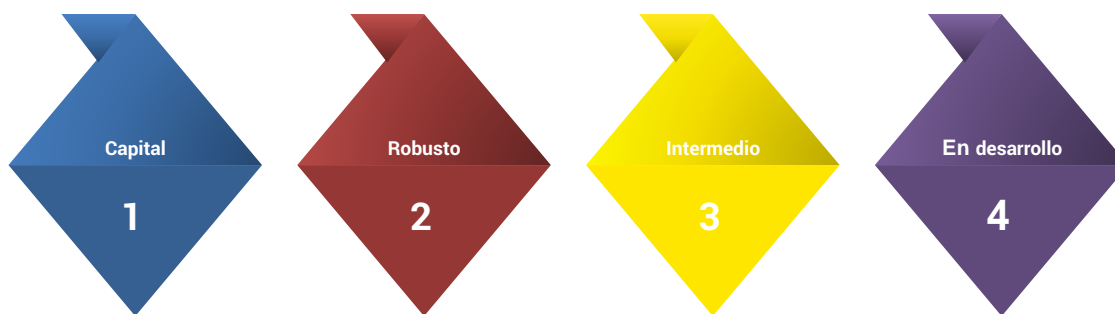 Capital
1
Robusto
2
Intermedio
3
En desarrollo
4